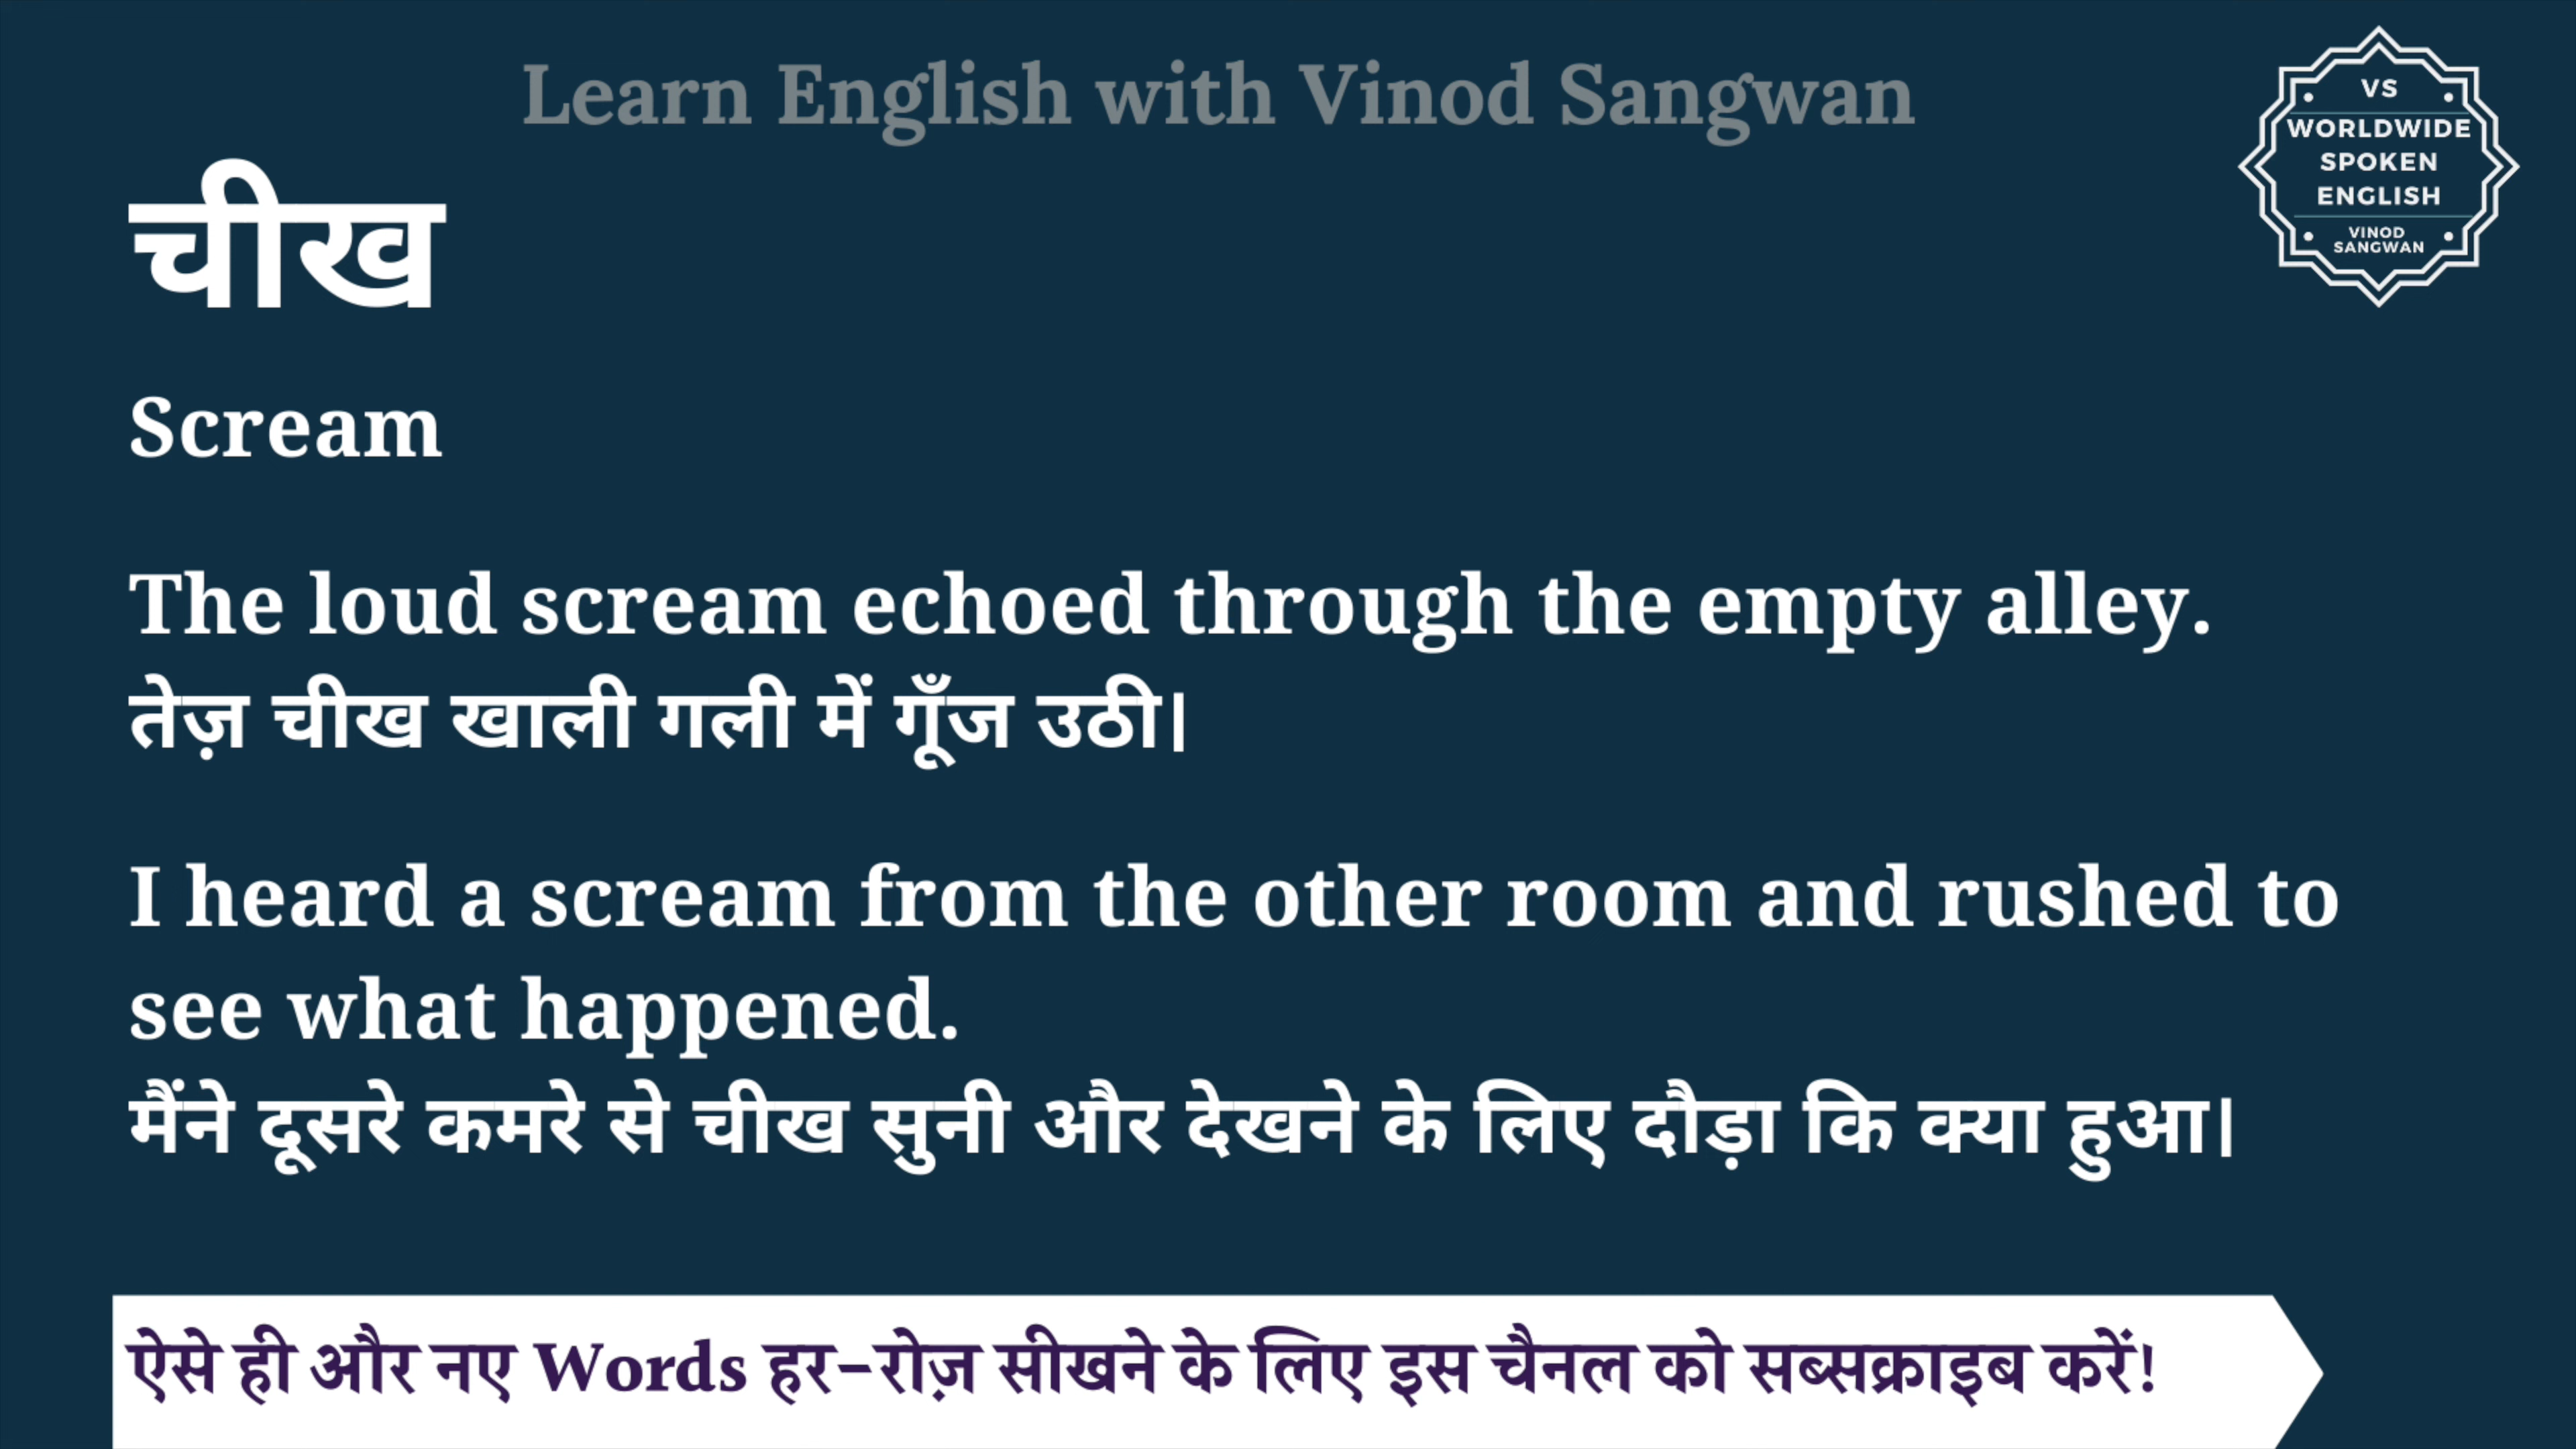 Learn English with Vinod Sangwan
VS
WORLDWIDE
SPOKEN
ENGLISH
VINOD
SANGWAN
चीख
Scream
The loud scream echoed through the empty alley.
तेज़ चीख खाली गली में गूँज उठी।
I heard a scream from the other room and rushed to
see what happened.
मैंने दूसरे कमरे से चीख सुनी और देखने के लिए दौड़ा कि क्या हुआ।
ऐसे ही और नए Words हर-रोज़ सीखने के लिए इस चैनल को सब्सक्राइब करें!